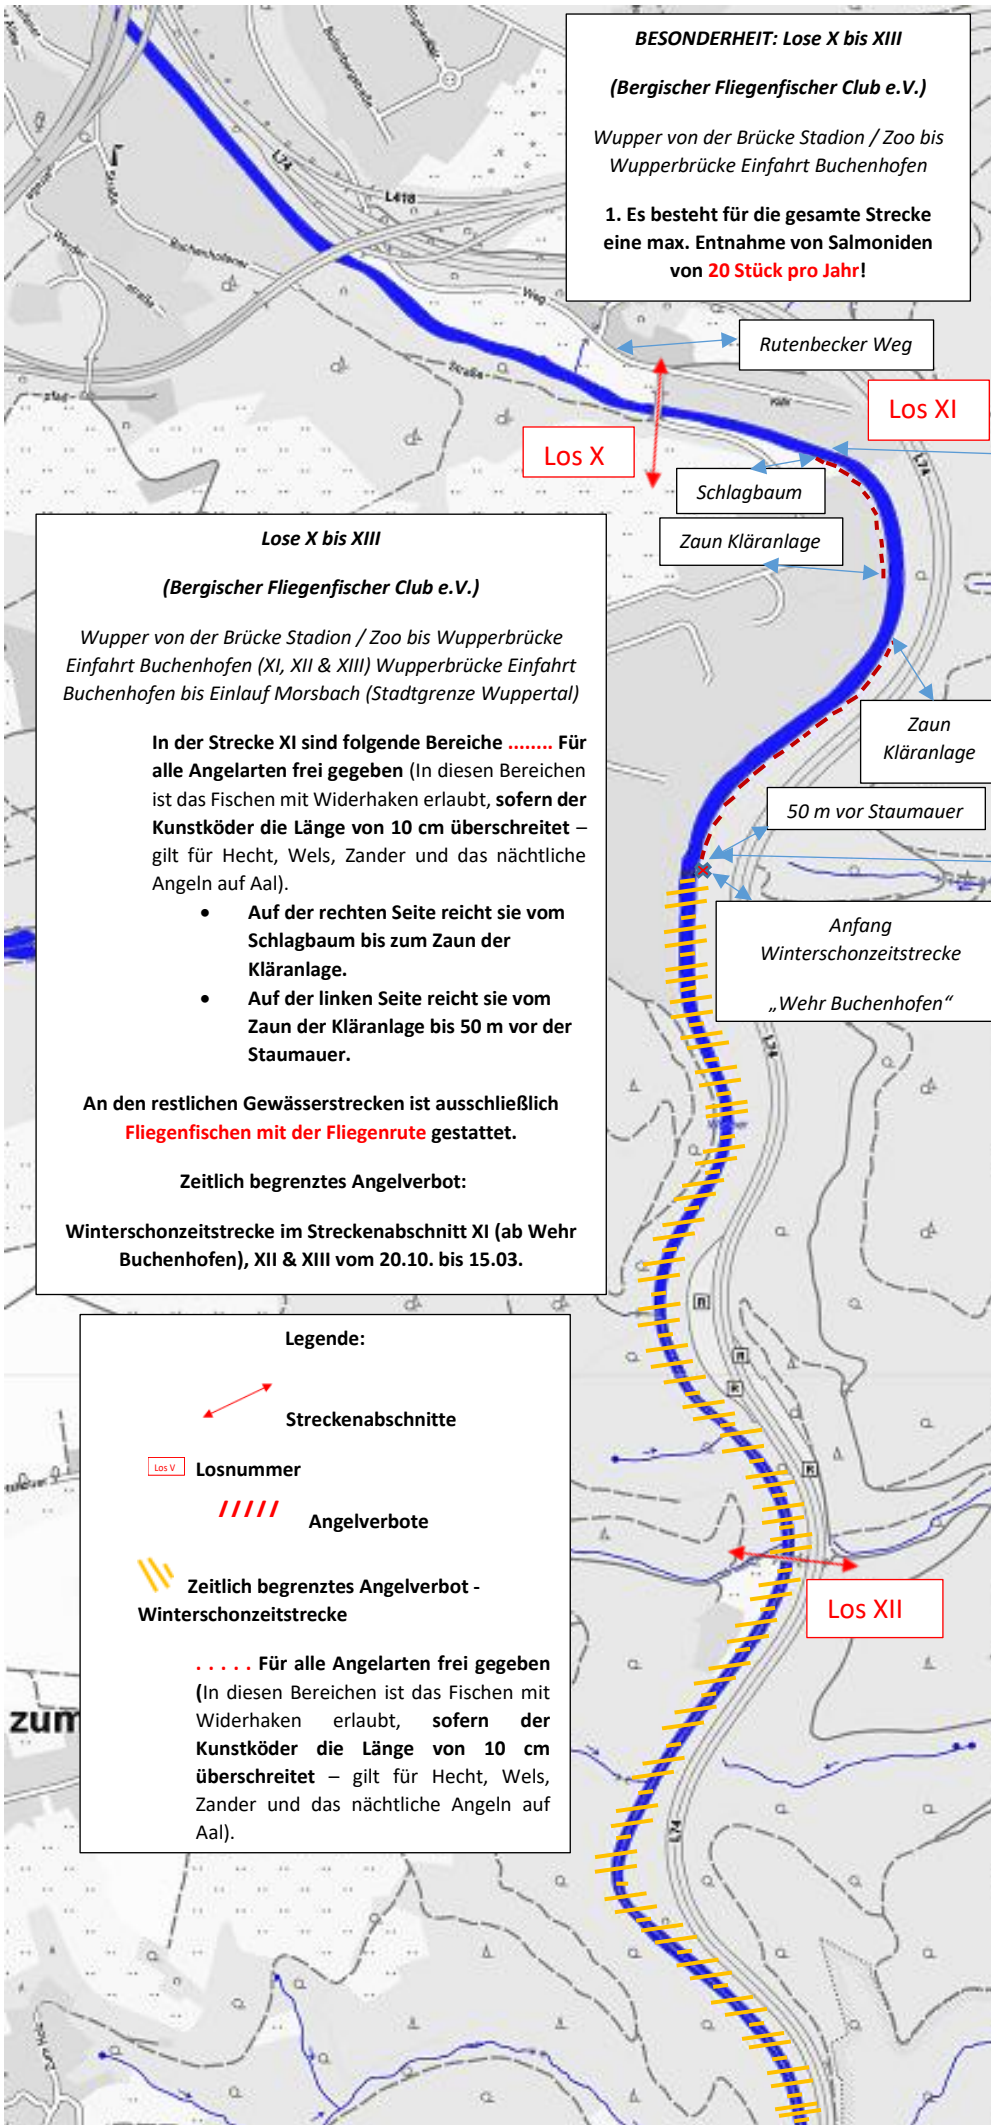 BESONDERHEIT: Lose X bis XIII
(Bergischer Fliegenfischer Club e.V.)
Wupper von der Brücke Stadion / Zoo bis
Wupperbrücke Einfahrt Buchenhofen
1. Es besteht für die gesamte Strecke
eine max. Entnahme von Salmoniden
von 20 Stück pro Jahr!
L74
L418
Buchenhofener
Weg
Straße
Rutenbecker Weg
Los XI
Los X
L74
Schlagbaum
Zaun Kläranlage
Lose X bis XIII
(Bergischer Fliegenfischer Club e.V.)
Wupper von der Brücke Stadion / Zoo bis Wupperbrücke
Einfahrt Buchenhofen (XI, XII & XIII) Wupperbrücke Einfahrt
Buchenhofen bis Einlauf Morsbach (Stadtgrenze Wuppertal)
In der Strecke XI sind folgende Bereiche ........ Für
alle Angelarten frei gegeben (In diesen Bereichen
ist das Fischen mit Widerhaken erlaubt, sofern der
Kunstköder die Länge von 10 cm überschreitet –
gilt für Hecht, Wels, Zander und das nächtliche
Angeln auf Aal).
• Auf der rechten Seite reicht sie vom
Schlagbaum bis zum Zaun der
Kläranlage.
• Auf der linken Seite reicht sie vom
Zaun der Kläranlage bis 50 m vor der
Staumauer.
An den restlichen Gewässerstrecken ist ausschließlich
Fliegenfischen mit der Fliegenrute gestattet.
Zeitlich begrenztes Angelverbot:
Winterschonzeitstrecke im Streckenabschnitt XI (ab Wehr
Buchenhofen), XII & XIII vom 20.10. bis 15.03.
Zaun
Kläranlage
50 m vor Staumauer
Anfang
Winterschonzeitstrecke
„Wehr Buchenhofen“
L74
R
R
R
R
Legende:
Streckenabschnitte
Los V Losnummer
Angelverbote
Zeitlich begrenztes Angelverbot -
Winterschonzeitstrecke
. . . . . Für alle Angelarten frei gegeben
(In diesen Bereichen ist das Fischen mit
Widerhaken erlaubt, sofern der
Kunstköder die Länge von 10 cm
überschreitet – gilt für Hecht, Wels,
Zander und das nächtliche Angeln auf
Aal).
Los XII
zum
L74